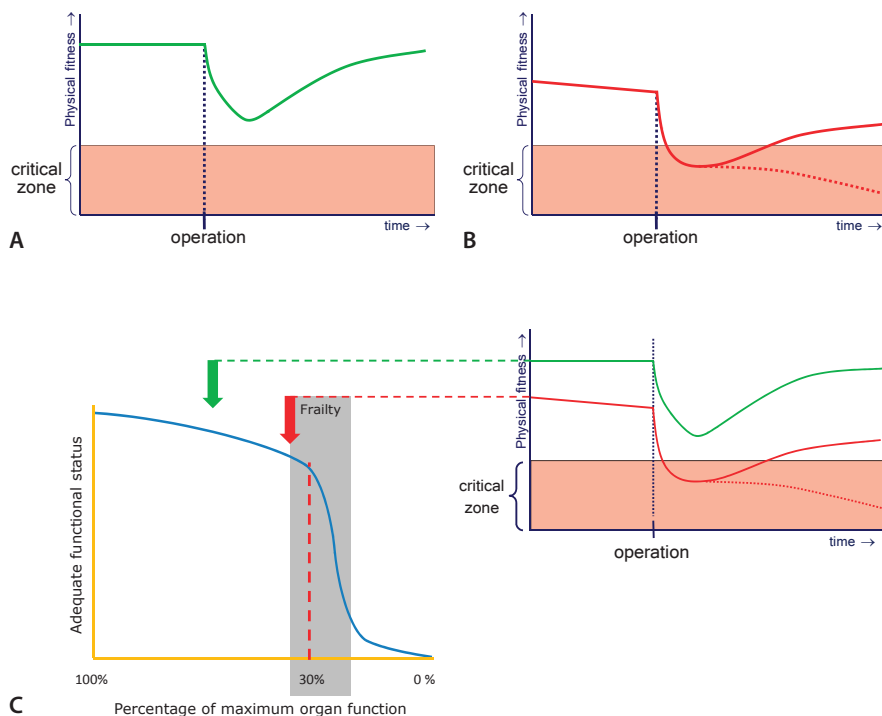 Physical fitness →
critical
zone
time →
operation
A
Physical fitness →
critical
zone
time →
operation
B
Physical fitness →
critical
zone
time →
operation
Frailty
Adequate functional status
100%
30%
0 %
Percentage of maximum organ function
C